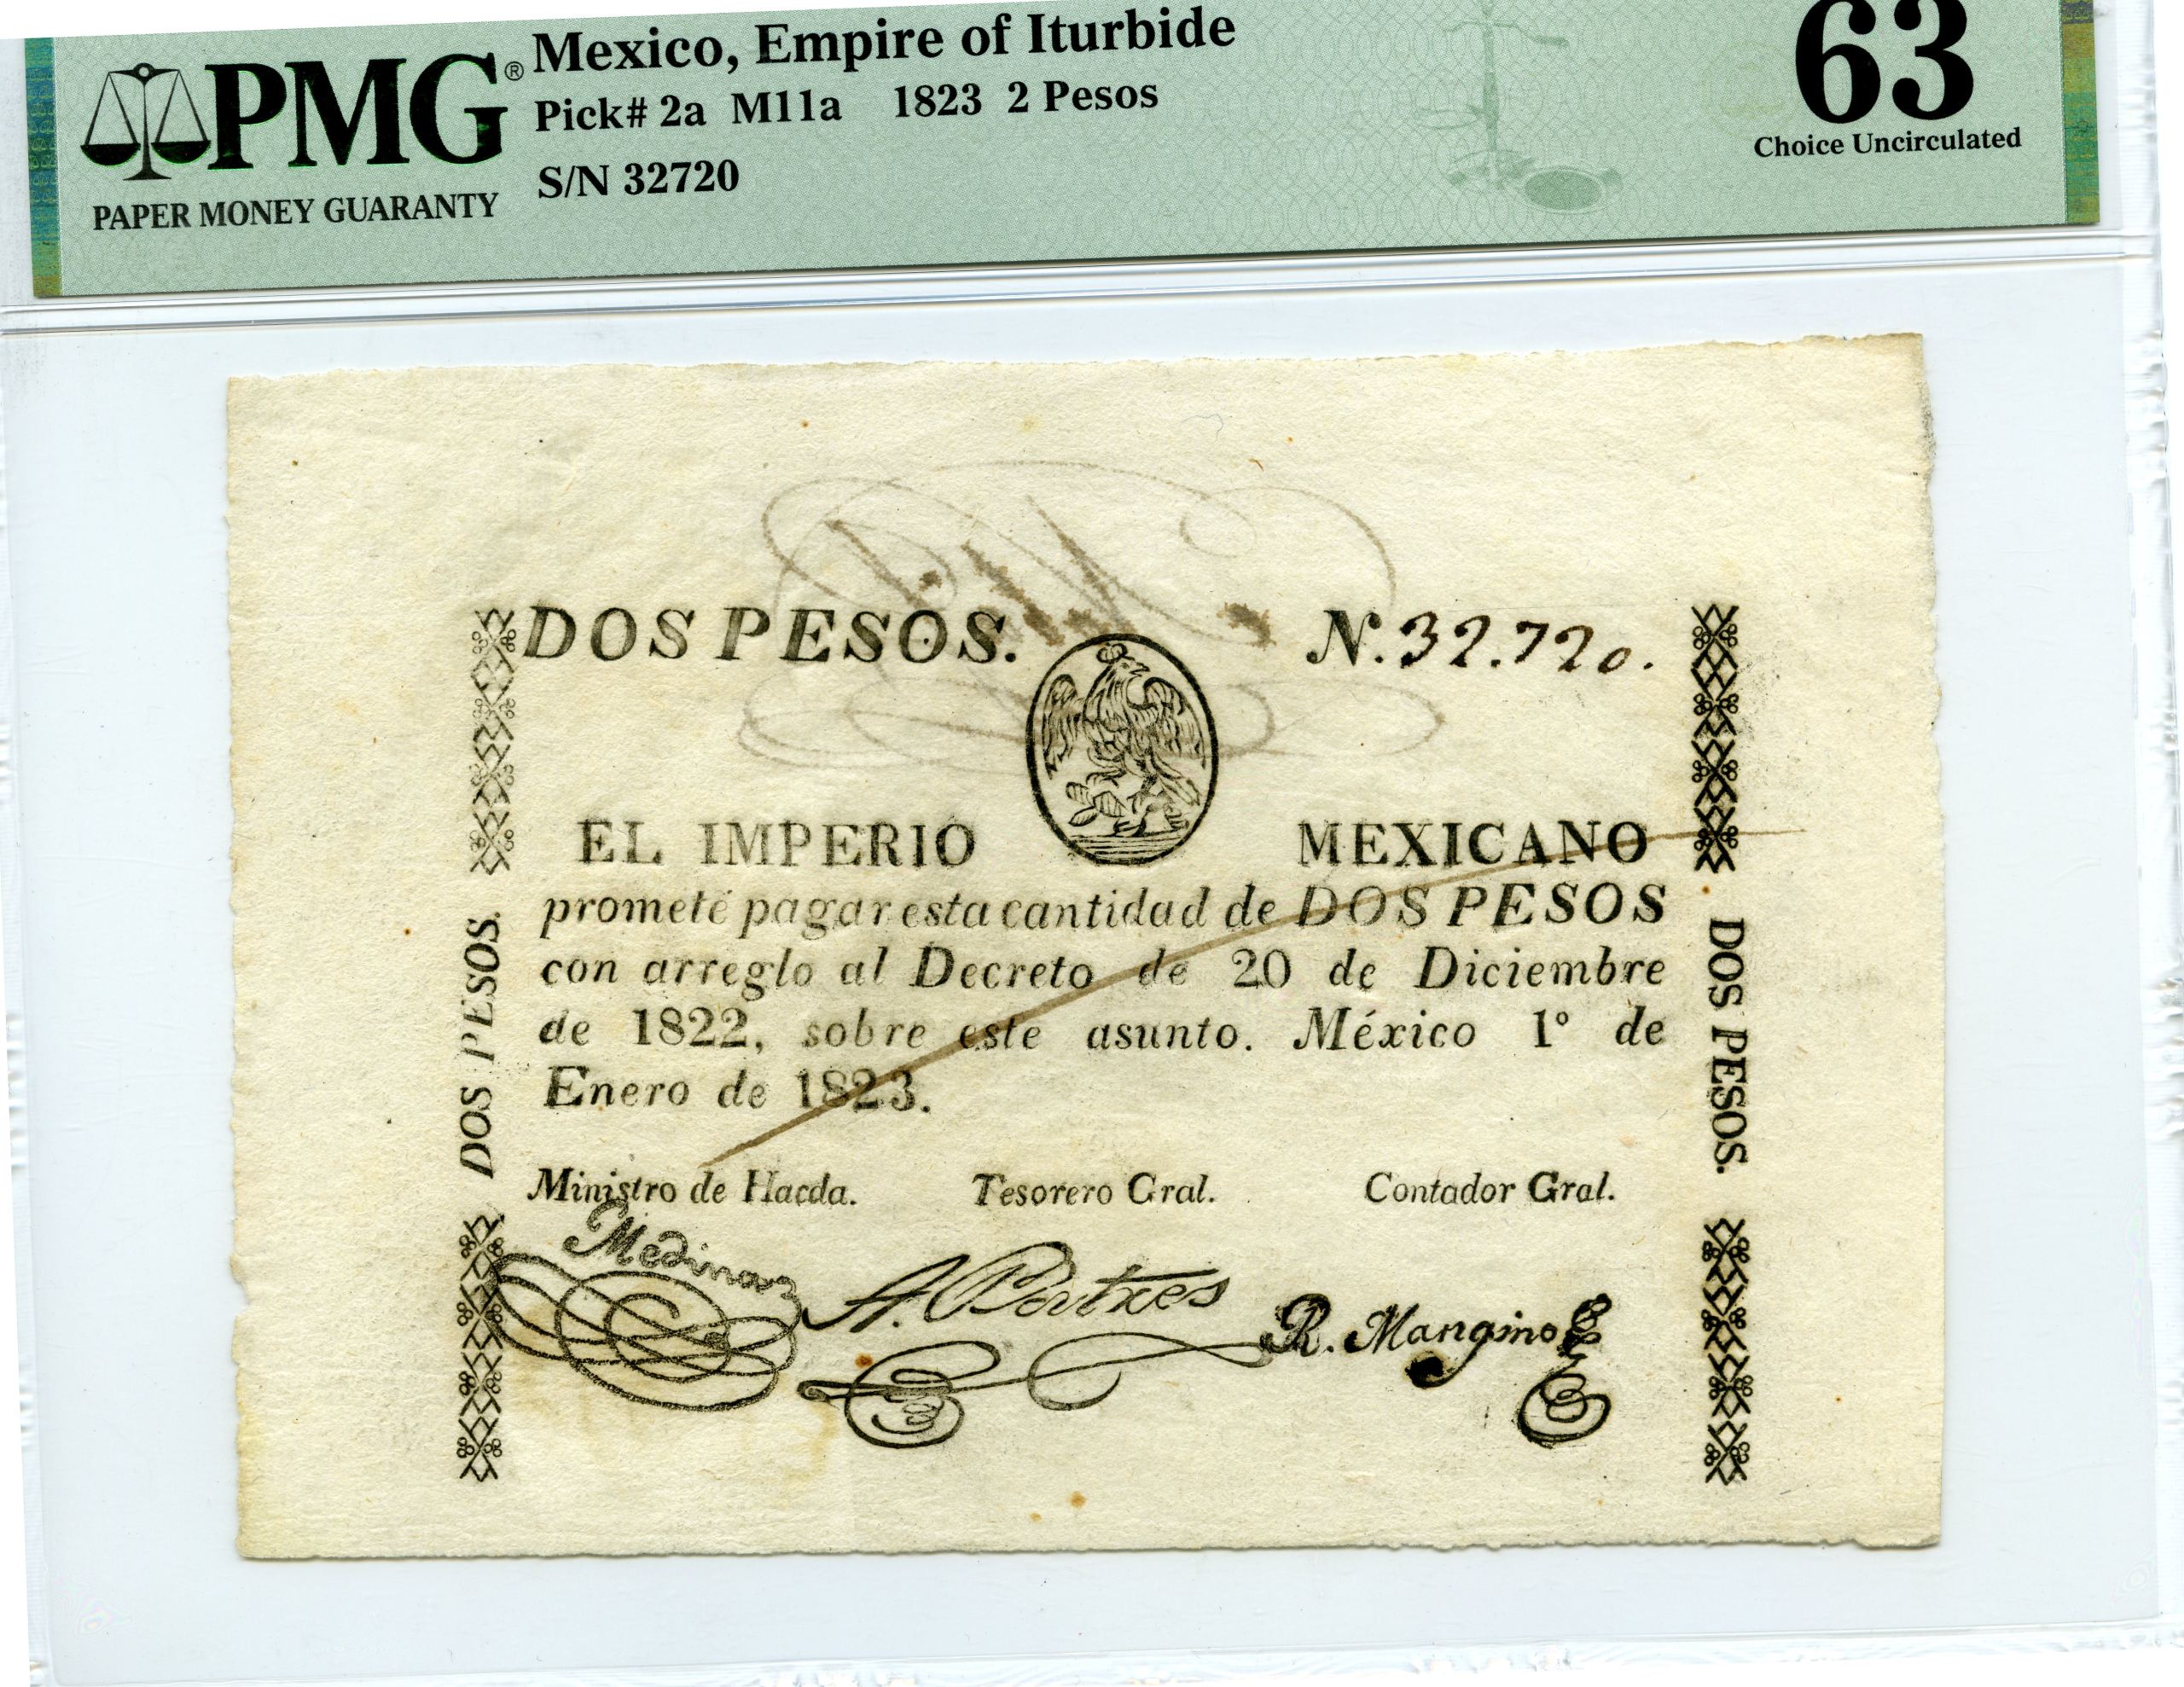 PMG®
PAPER MONEY GUARANTY
Mexico, Empire of Iturbide
Pick# 2a M11a 1823 2 Pesos
S/N 32720
63
Choice Uncirculated
DOS PESOS.
N. 32.720.
EL IMPERIO MEXICANO
promete pagar esta cantidad de DOS PESOS
con arreglo al Decreto de 20 de Diciembre
de 1822, sobre este asunto. México 1º de
Enero de 1823.
DOS PESOS.
DOS PESOS.
Ministro de Hacda. Tesorero Gral. Contador Gral.
Medina
A. Batres
R. Mangino